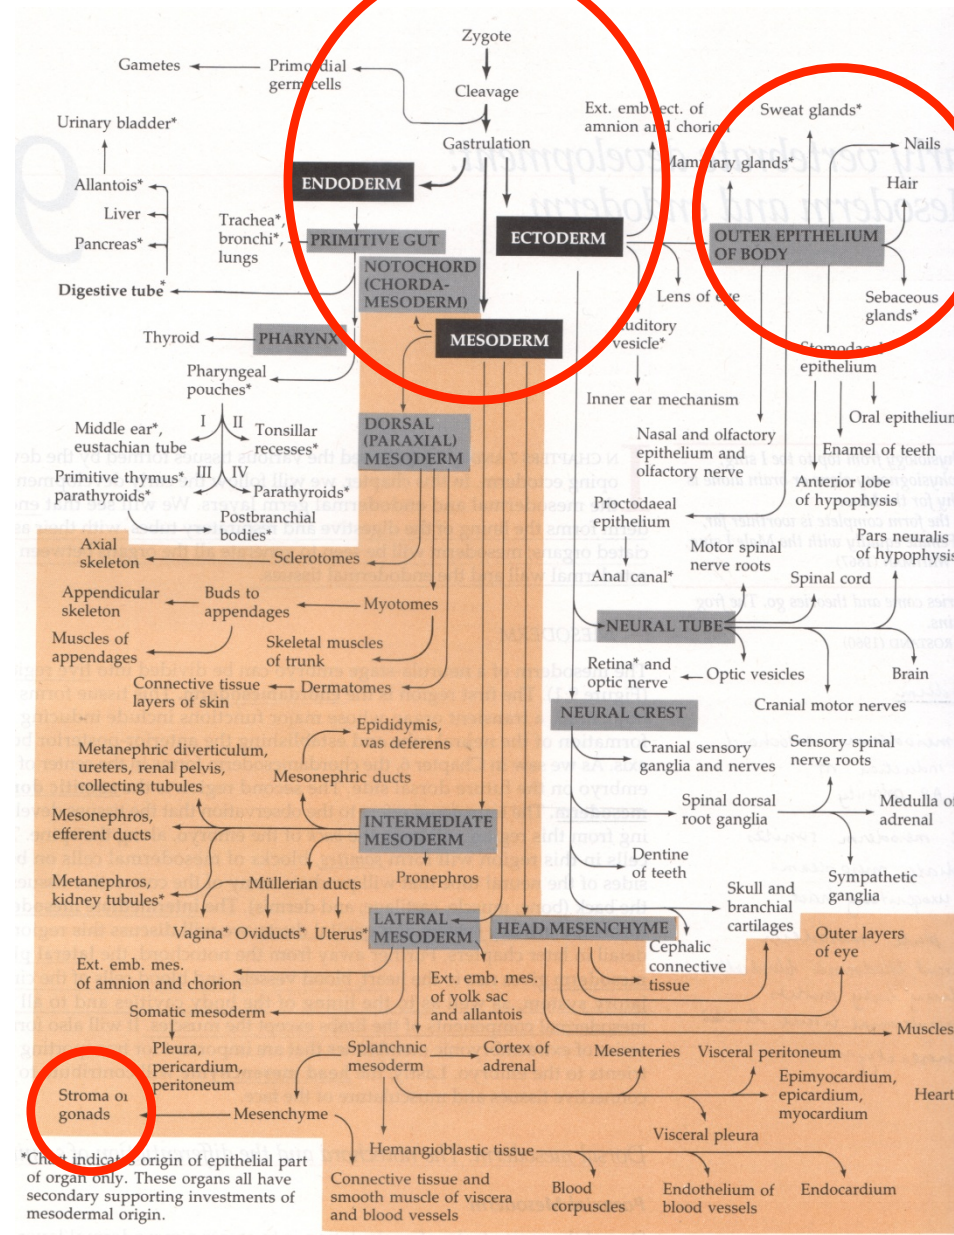 Zygote
Gametes
Primordial
germ cells
Cleavage
Urinary bladder*
Gastrulation
Ext. emb. ect. of
amnion and chorion
Sweat glands*
Nails
Mammary glands*
Hair
Allantois*
Liver
Pancreas*
Digestive tube*
ENDODERM
Trachea*,
bronchi*,
lungs
PRIMITIVE GUT
NOTOCHORD
(CHORDA-
MESODERM)
ECTODERM
OUTER EPITHELIUM
OF BODY
Lens of eye
Sebaceous
glands*
Thyroid
PHARYNX
MESODERM
Auditory
vesicle*
Stomodaeal
epithelium
Pharyngeal
pouches*
Inner ear mechanism
I II
III IV
Middle ear*,
eustachian tube
Tonsillar
recesses*
DORSAL
(PARAXIAL)
MESODERM
Nasal and olfactory
epithelium and
olfactory nerve
Oral epithelium
Enamel of teeth
Primitive thymus*,
parathyroids*
Parathyroids*
Anterior lobe
of hypophysis
Postbranchial
bodies*
Proctodaeal
epithelium
Axial
skeleton
Sclerotomes
Anal canal*
Motor spinal
nerve roots
Pars neuralis
of hypophysis
Spinal cord
Appendicular
skeleton
Buds to
appendages
Myotomes
NEURAL TUBE
Muscles of
appendages
Skeletal muscles
of trunk
Retina* and
optic nerve
Optic vesicles
Brain
Connective tissue
layers of skin
Dermatomes
NEURAL CREST
Cranial motor nerves
Epididymis,
vas deferens
Metanephric diverticulum,
ureters, renal pelvis,
collecting tubules
Mesonephric ducts
Cranial sensory
ganglia and nerves
Sensory spinal
nerve roots
Mesonephros,
efferent ducts
INTERMEDIATE
MESODERM
Spinal dorsal
root ganglia
Medulla of
adrenal
Metanephros,
kidney tubules*
Müllerian ducts
Pronephros
Dentine
of teeth
Sympathetic
ganglia
Vagina* Oviducts* Uterus*
LATERAL
MESODERM
HEAD MESENCHYME
Skull and
branchial
cartilages
Cephalic
connective
tissue
Outer layers
of eye
Ext. emb. mes.
of amnion and chorion
Ext. emb. mes.
of yolk sac
and allantois
Somatic mesoderm
Muscles
Pleura,
pericardium,
peritoneum
Splanchnic
mesoderm
Cortex of
adrenal
Mesenteries
Visceral peritoneum
Epimyocardium,
epicardium,
myocardium
Heart
Stroma of
gonads
Mesenchyme
Visceral pleura
Hemangioblastic tissue
Connective tissue and
smooth muscle of viscera
and blood vessels
Blood
corpuscles
Endothelium of
blood vessels
Endocardium
*Chart indicates origin of epithelial part
of organ only. These organs all have
secondary supporting investments of
mesodermal origin.